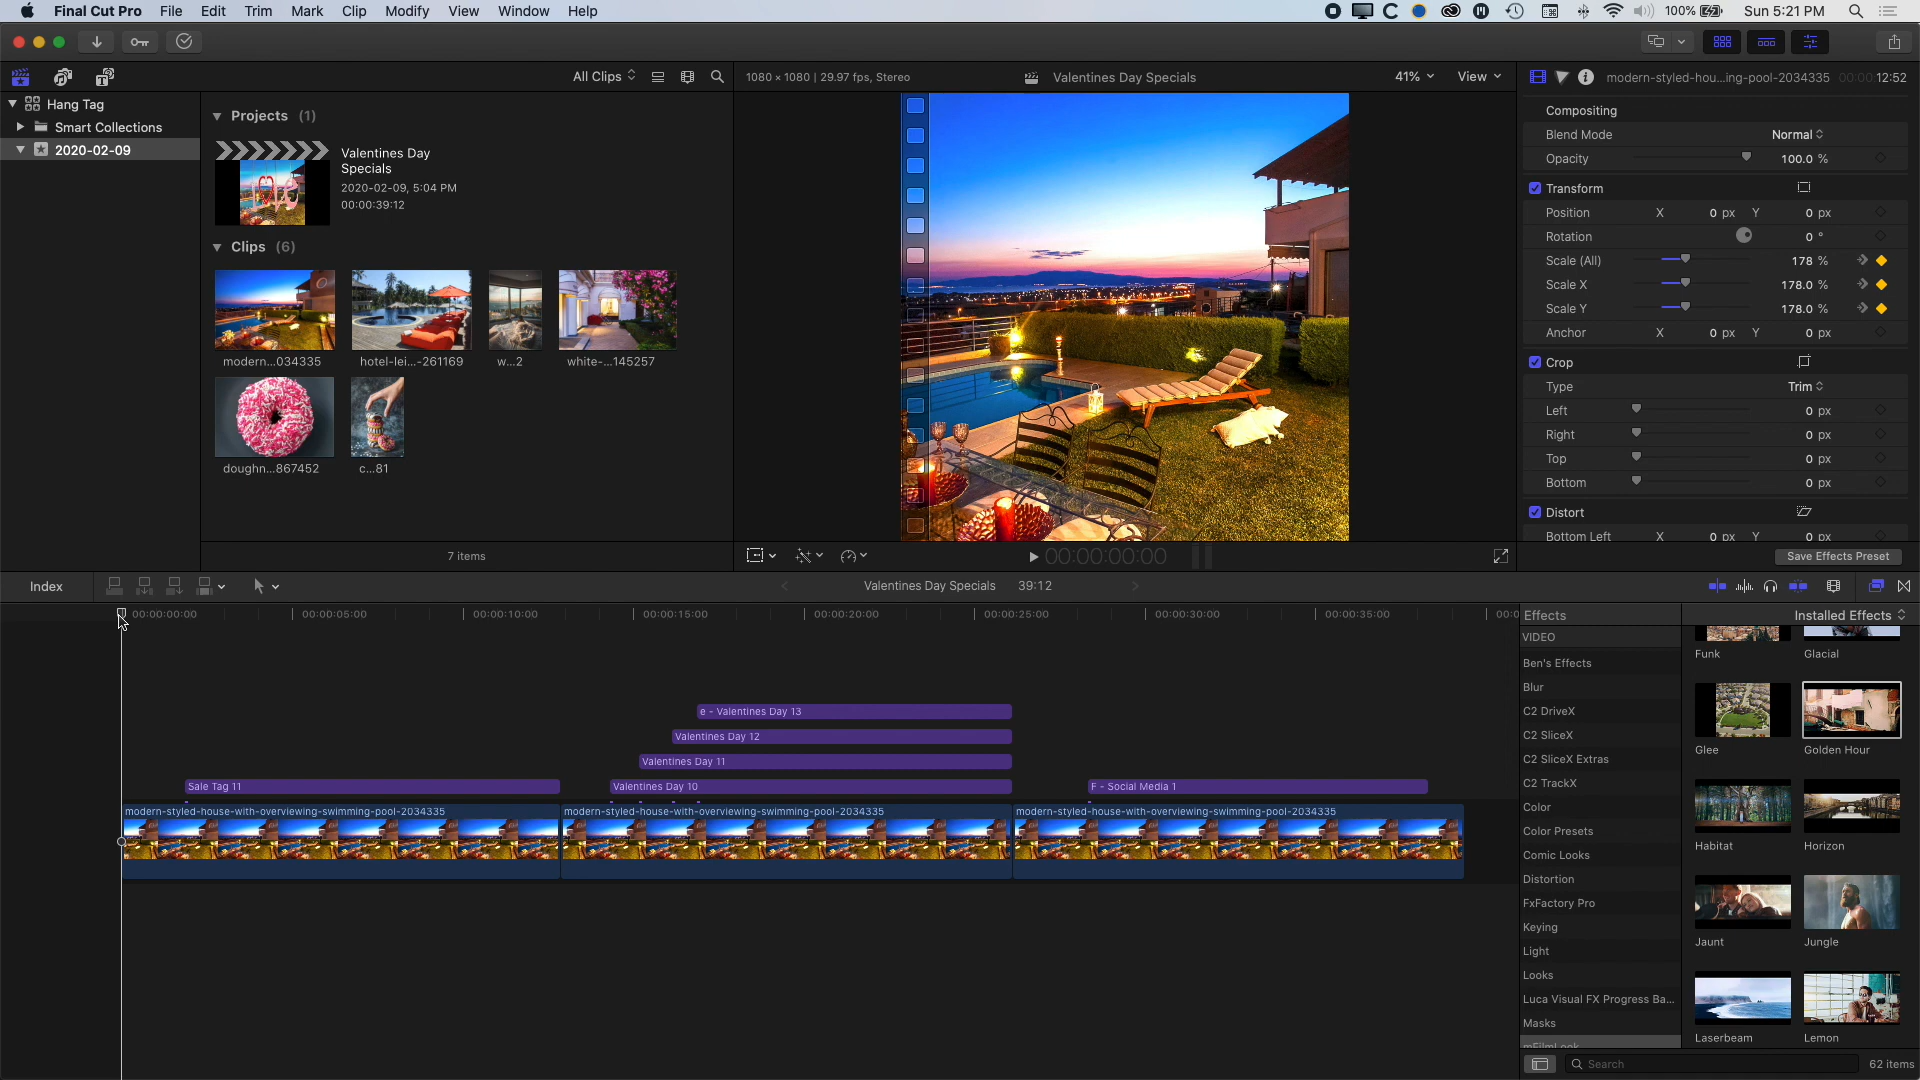 Final Cut Pro File Edit Trim Mark Clip Modify View Window Help 100% Sun 5:21 PM
All Clips 1080 × 1080 | 29.97 fps, Stereo Valentines Day Specials 41% View modern-styled-hou...ing-pool-2034335 00:00:12:52
Hang Tag
Smart Collections
2020-02-09
Projects (1)
Valentines Day
Specials
2020-02-09, 5:04 PM
00:00:39:12
Clips (6)
modern...034335 hotel-lei...-261169 w...2 white-...145257
doughn...867452 c...81
7 items
00:00:00:00
Compositing
Blend Mode Normal
Opacity 100.0 %
Transform
Position X 0 px Y 0 px
Rotation 0 °
Scale (All) 178 %
Scale X 178.0 %
Scale Y 178.0 %
Anchor X 0 px Y 0 px
Crop
Type Trim
Left 0 px
Right 0 px
Top 0 px
Bottom 0 px
Distort
Bottom Left X 0 px Y 0 px
Save Effects Preset
Index Valentines Day Specials 39:12
00:00:00:00 00:00:05:00 00:00:10:00 00:00:15:00 00:00:20:00 00:00:25:00 00:00:30:00 00:00:35:00
e - Valentines Day 13
Valentines Day 12
Valentines Day 11
Sale Tag 11 Valentines Day 10 F - Social Media 1
modern-styled-house-with-overviewing-swimming-pool-2034335 modern-styled-house-with-overviewing-swimming-pool-2034335 modern-styled-house-with-overviewing-swimming-pool-2034335
Effects Installed Effects
VIDEO
Ben's Effects
Blur
C2 DriveX
C2 SliceX
C2 SliceX Extras
C2 TrackX
Color
Color Presets
Comic Looks
Distortion
FxFactory Pro
Keying
Light
Looks
Luca Visual FX Progress Ba...
Masks
mFilmLook
Funk Glacial
Glee Golden Hour
Habitat Horizon
Jaunt Jungle
Laserbeam Lemon
Search 62 items